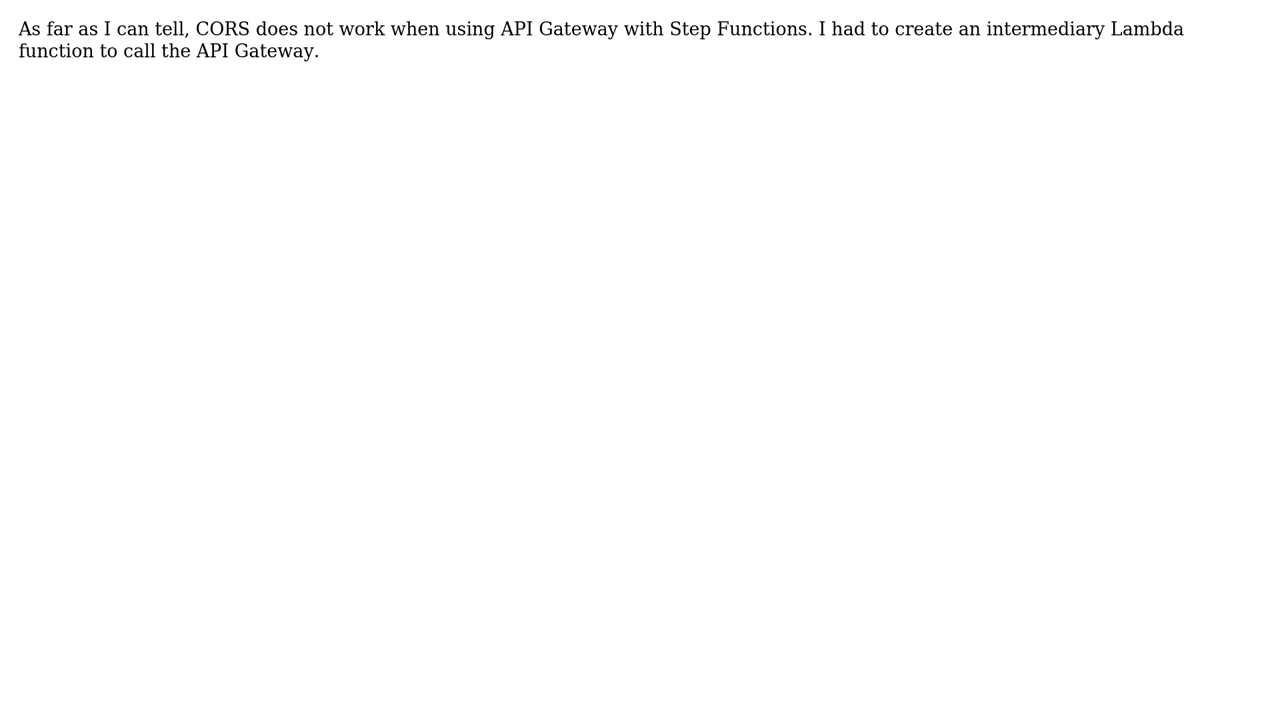 As far as I can tell, CORS does not work when using API Gateway with Step Functions. I had to create an intermediary Lambda
function to call the API Gateway.